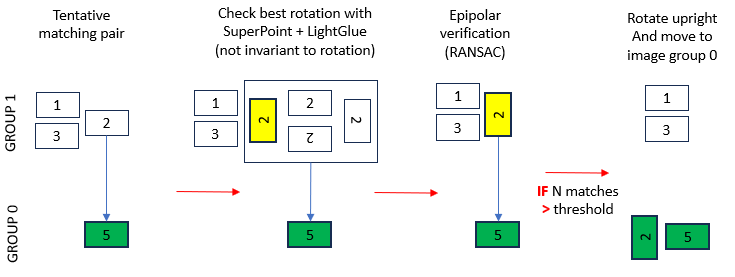 Tentative
matching pair
Check best rotation with
SuperPoint + LightGlue
(not invariant to rotation)
Epipolar
verification
(RANSAC)
Rotate upright
And move to
image group 0
GROUP 1
1
3
2
1
3
2
2
2
2
1
3
2
1
3
IF N matches
> threshold
GROUP 0
5
5
5
2
5